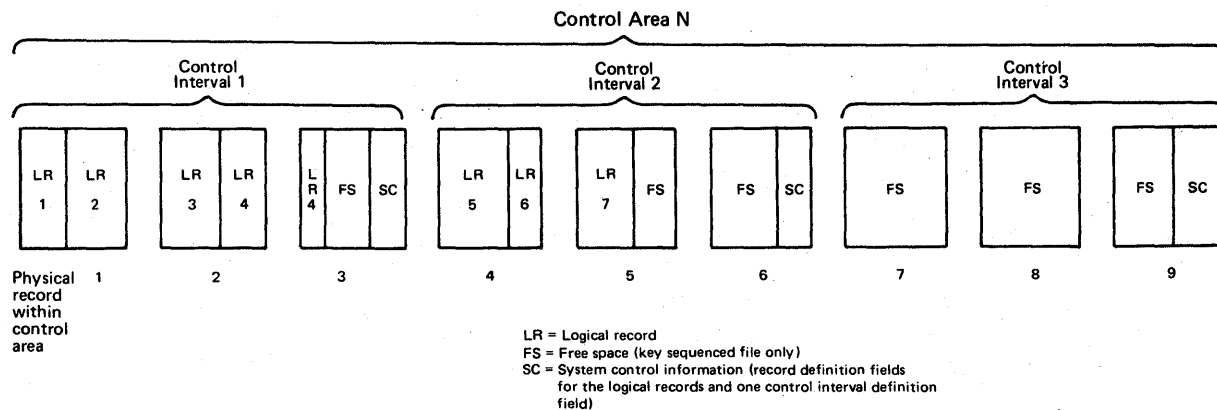 Control Area N
Control
Interval 1
Control
Interval 2
Control
Interval 3
LR
1
LR
2
LR
3
LR
4
L
R
4
FS
SC
LR
5
LR
6
LR
7
FS
FS
SC
FS
FS
FS
SC
Physical
record
within
control
area
1
2
3
4
5
6
7
8
9
LR = Logical record
FS = Free space (key sequenced file only)
SC = System control information (record definition fields
for the logical records and one control interval definition
field)